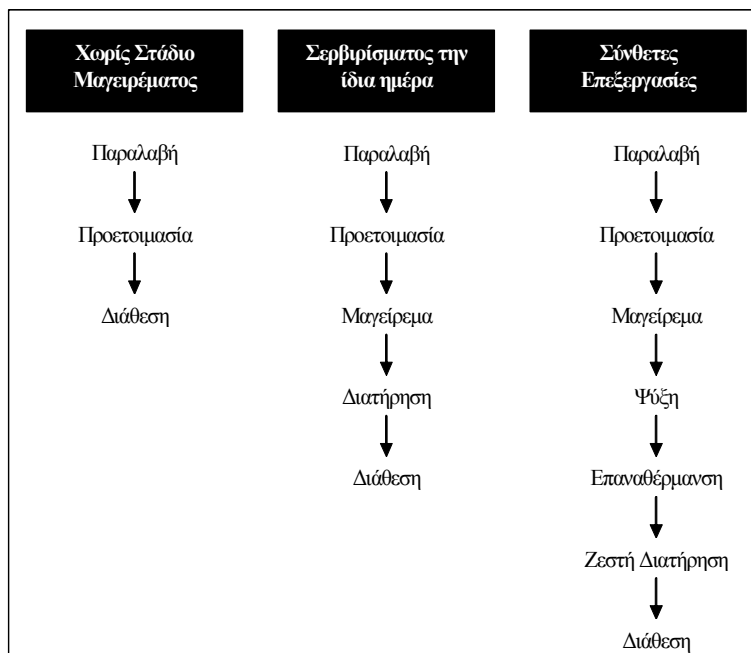 Χωρίς Στάδιο
Μαγειρέματος
Παραλαβή
Προετοιμασία
Διάθεση
Σερβιρίσματος την
ίδια ημέρα
Παραλαβή
Προετοιμασία
Μαγείρεμα
Διατήρηση
Διάθεση
Σύνθετες
Επεξεργασίες
Παραλαβή
Προετοιμασία
Μαγείρεμα
Ψύξη
Επαναθέρμανση
Ζεστή Διατήρηση
Διάθεση